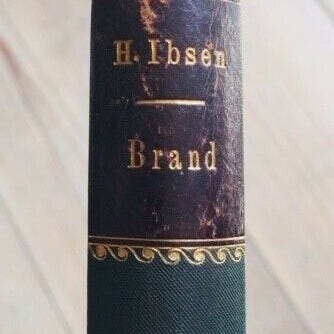 H. Ibsen
Brand